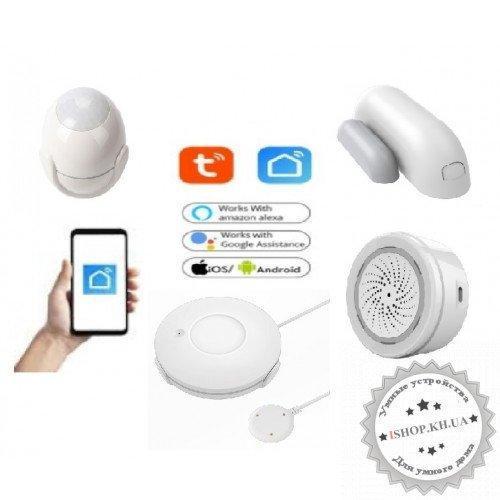 Works With
amazon alexa
Works with
Google Assistance
iOS/ Android
Умные устройства
ISHOP.KH.UA
Для умного дома